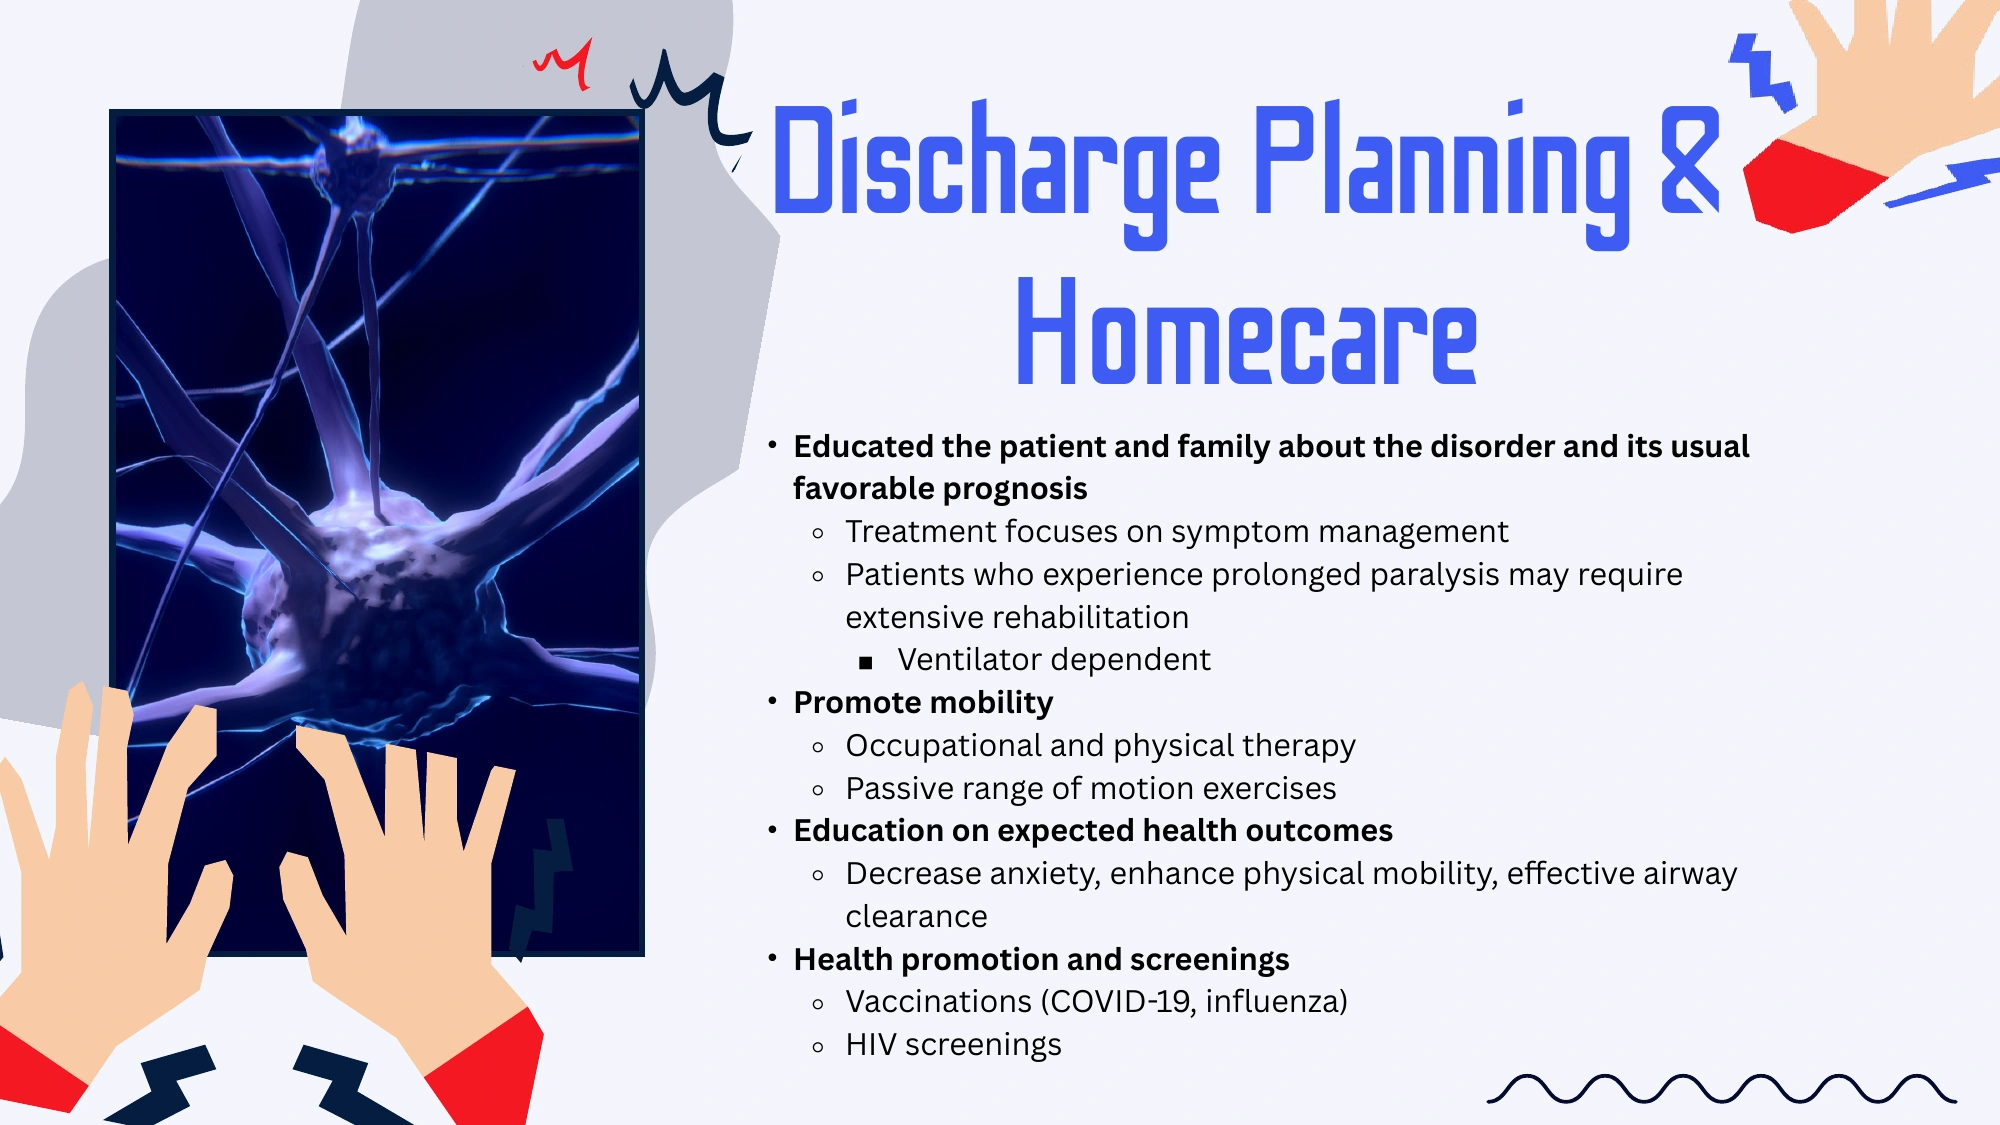 Discharge Planning &
Homecare
• Educated the patient and family about the disorder and its usual
favorable prognosis
◦ Treatment focuses on symptom management
◦ Patients who experience prolonged paralysis may require
extensive rehabilitation
▪ Ventilator dependent
• Promote mobility
◦ Occupational and physical therapy
◦ Passive range of motion exercises
• Education on expected health outcomes
◦ Decrease anxiety, enhance physical mobility, effective airway
clearance
• Health promotion and screenings
◦ Vaccinations (COVID-19, influenza)
◦ HIV screenings